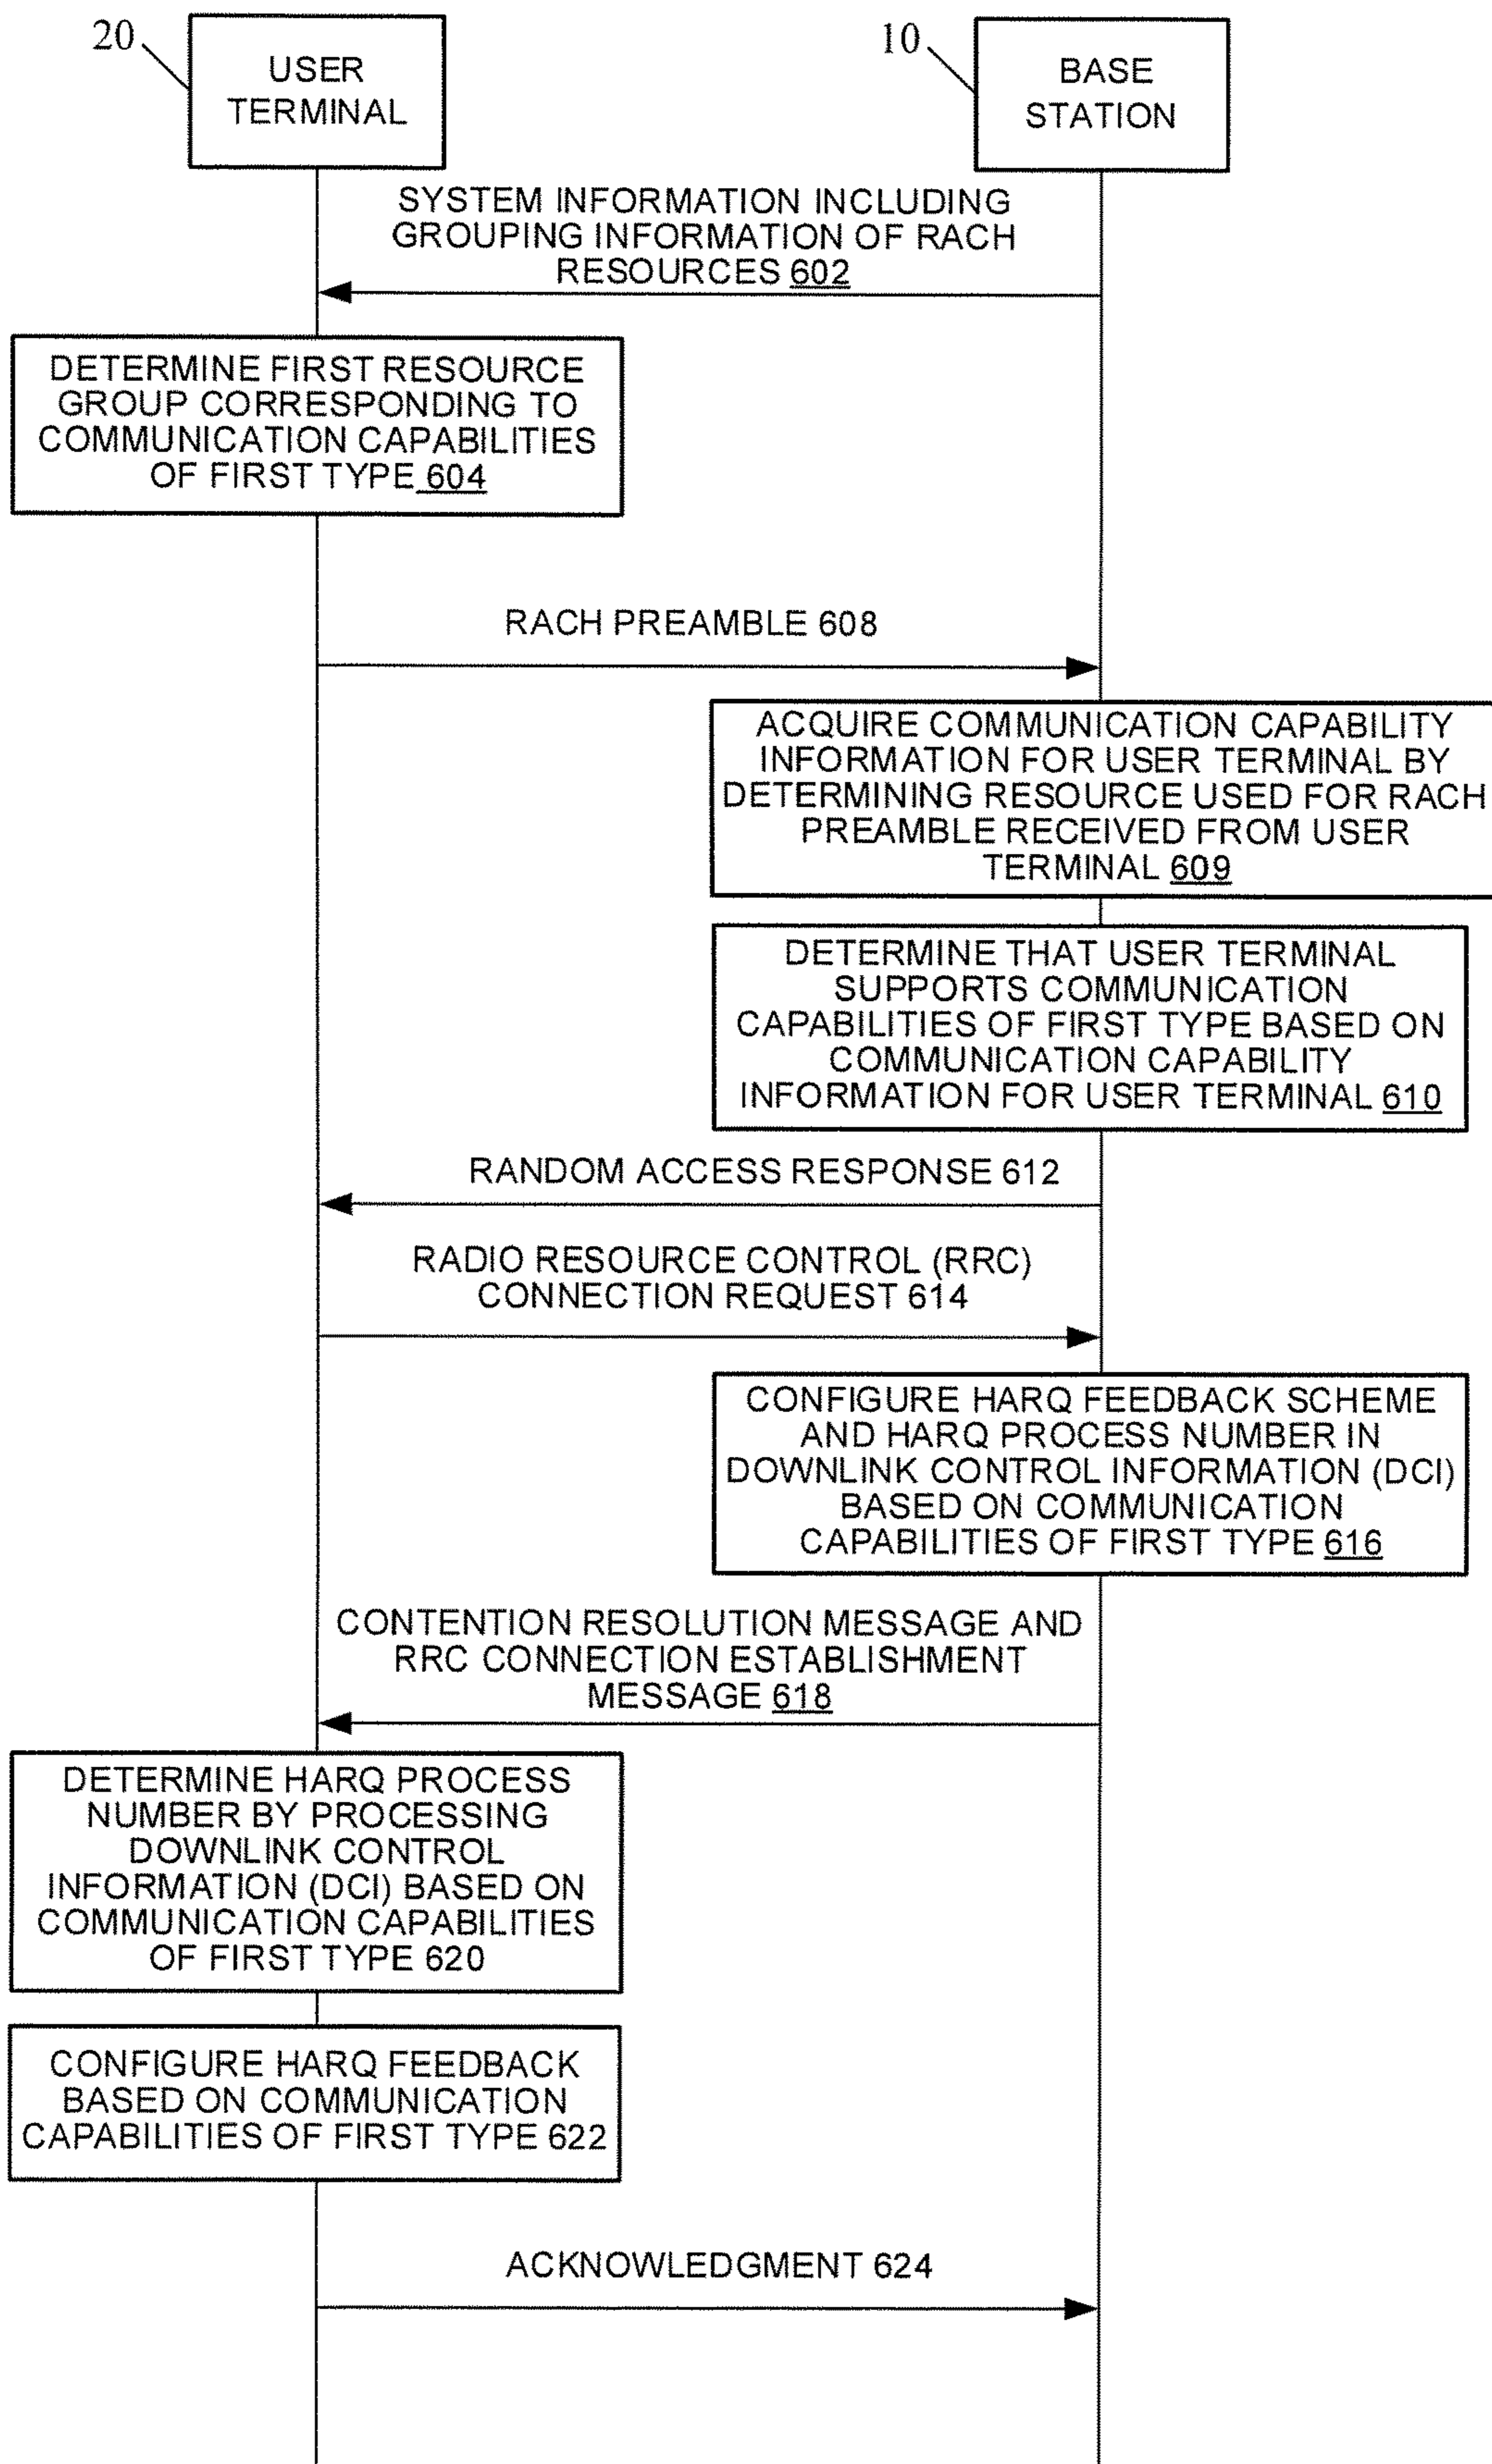 20
USER
TERMINAL
10
BASE
STATION
SYSTEM INFORMATION INCLUDING
GROUPING INFORMATION OF RACH
RESOURCES 602
DETERMINE FIRST RESOURCE
GROUP CORRESPONDING TO
COMMUNICATION CAPABILITIES
OF FIRST TYPE 604
RACH PREAMBLE 608
ACQUIRE COMMUNICATION CAPABILITY
INFORMATION FOR USER TERMINAL BY
DETERMINING RESOURCE USED FOR RACH
PREAMBLE RECEIVED FROM USER
TERMINAL 609
DETERMINE THAT USER TERMINAL
SUPPORTS COMMUNICATION
CAPABILITIES OF FIRST TYPE BASED ON
COMMUNICATION CAPABILITY
INFORMATION FOR USER TERMINAL 610
RANDOM ACCESS RESPONSE 612
RADIO RESOURCE CONTROL (RRC)
CONNECTION REQUEST 614
CONFIGURE HARQ FEEDBACK SCHEME
AND HARQ PROCESS NUMBER IN
DOWNLINK CONTROL INFORMATION (DCI)
BASED ON COMMUNICATION
CAPABILITIES OF FIRST TYPE 616
CONTENTION RESOLUTION MESSAGE AND
RRC CONNECTION ESTABLISHMENT
MESSAGE 618
DETERMINE HARQ PROCESS
NUMBER BY PROCESSING
DOWNLINK CONTROL
INFORMATION (DCI) BASED ON
COMMUNICATION CAPABILITIES
OF FIRST TYPE 620
CONFIGURE HARQ FEEDBACK
BASED ON COMMUNICATION
CAPABILITIES OF FIRST TYPE 622
ACKNOWLEDGMENT 624